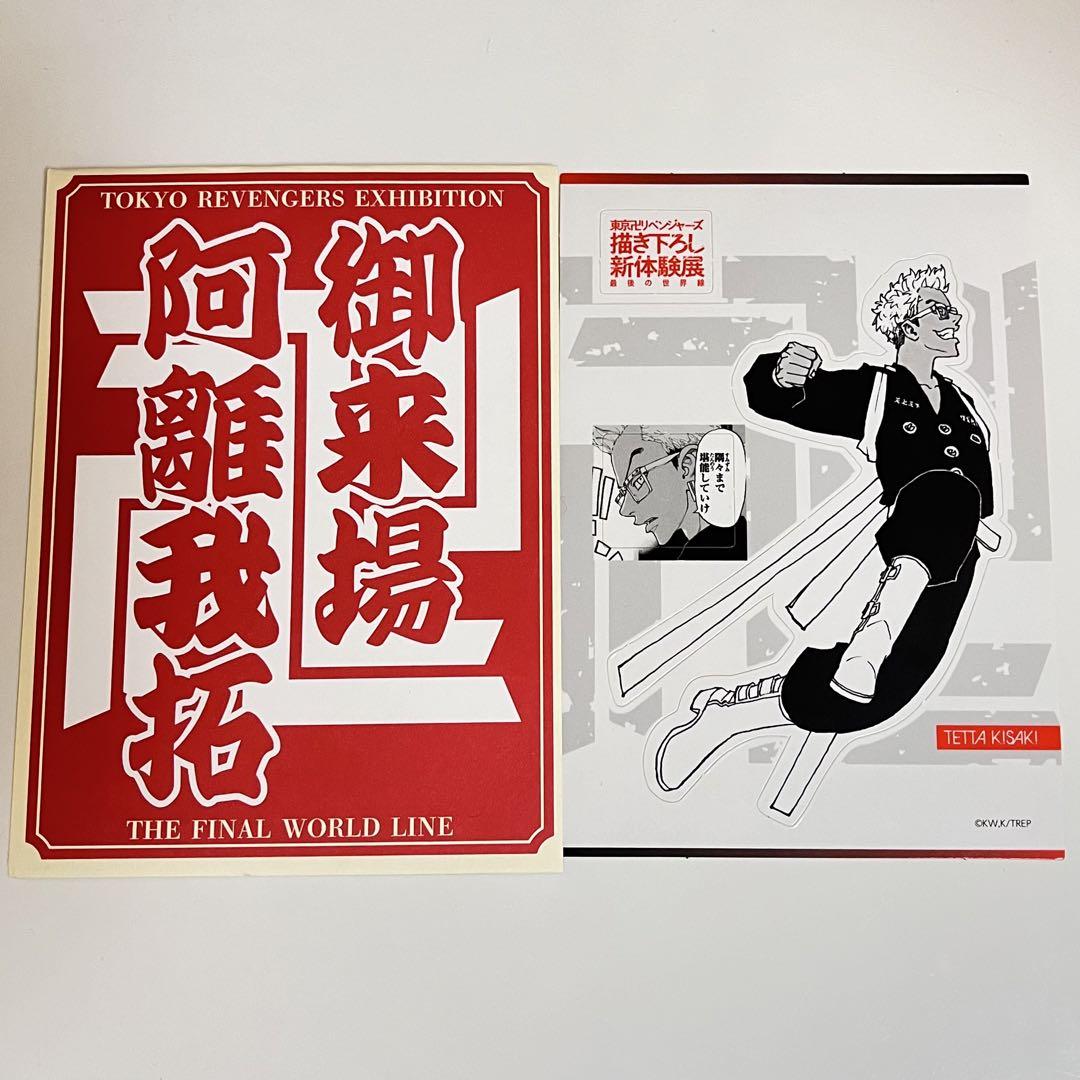 TOKYO REVENGERS EXHIBITION
御来場
阿離我拓
THE FINAL WORLD LINE
東京卍リベンジャーズ
描き下ろし
新体験展
最後の世界線
隅々まで
堪能していけ
TETTA KISAKI
©KW,K/TREP